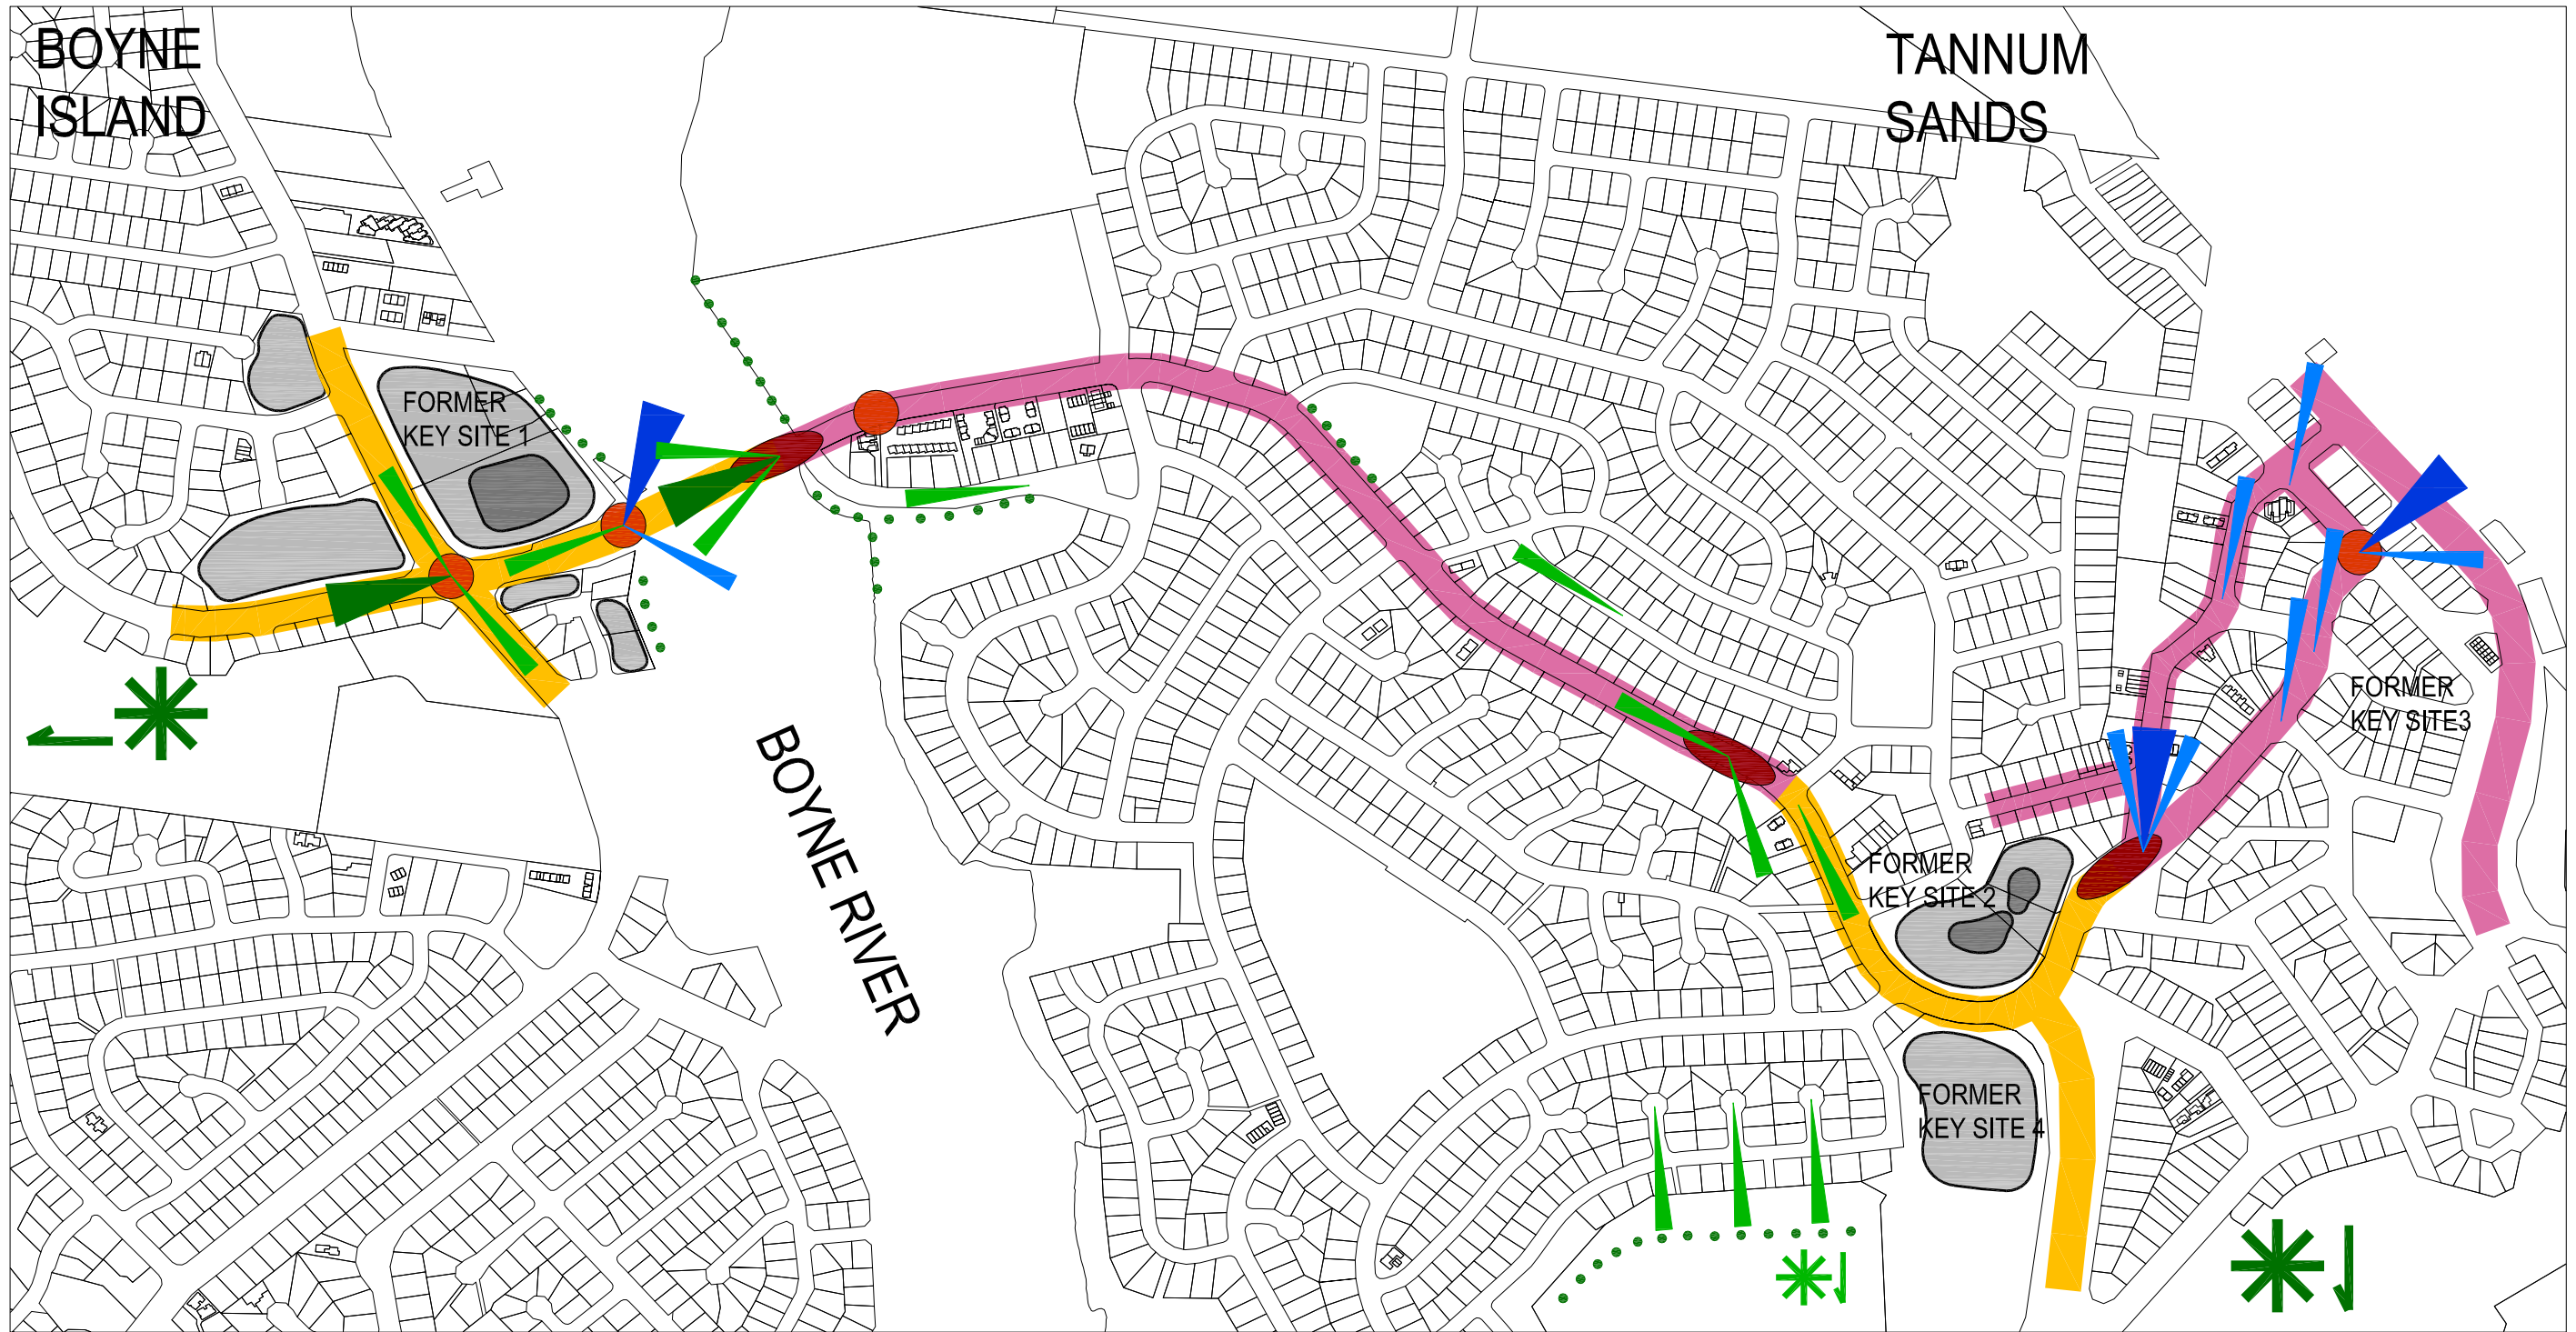 BOYNE
ISLAND
TANNUM
SANDS
FORMER
KEY SITE 1
FORMER
KEY SITE3
BOYNE RIVER
FORMER
KEY SITE 2
FORMER
KEY SITE 4